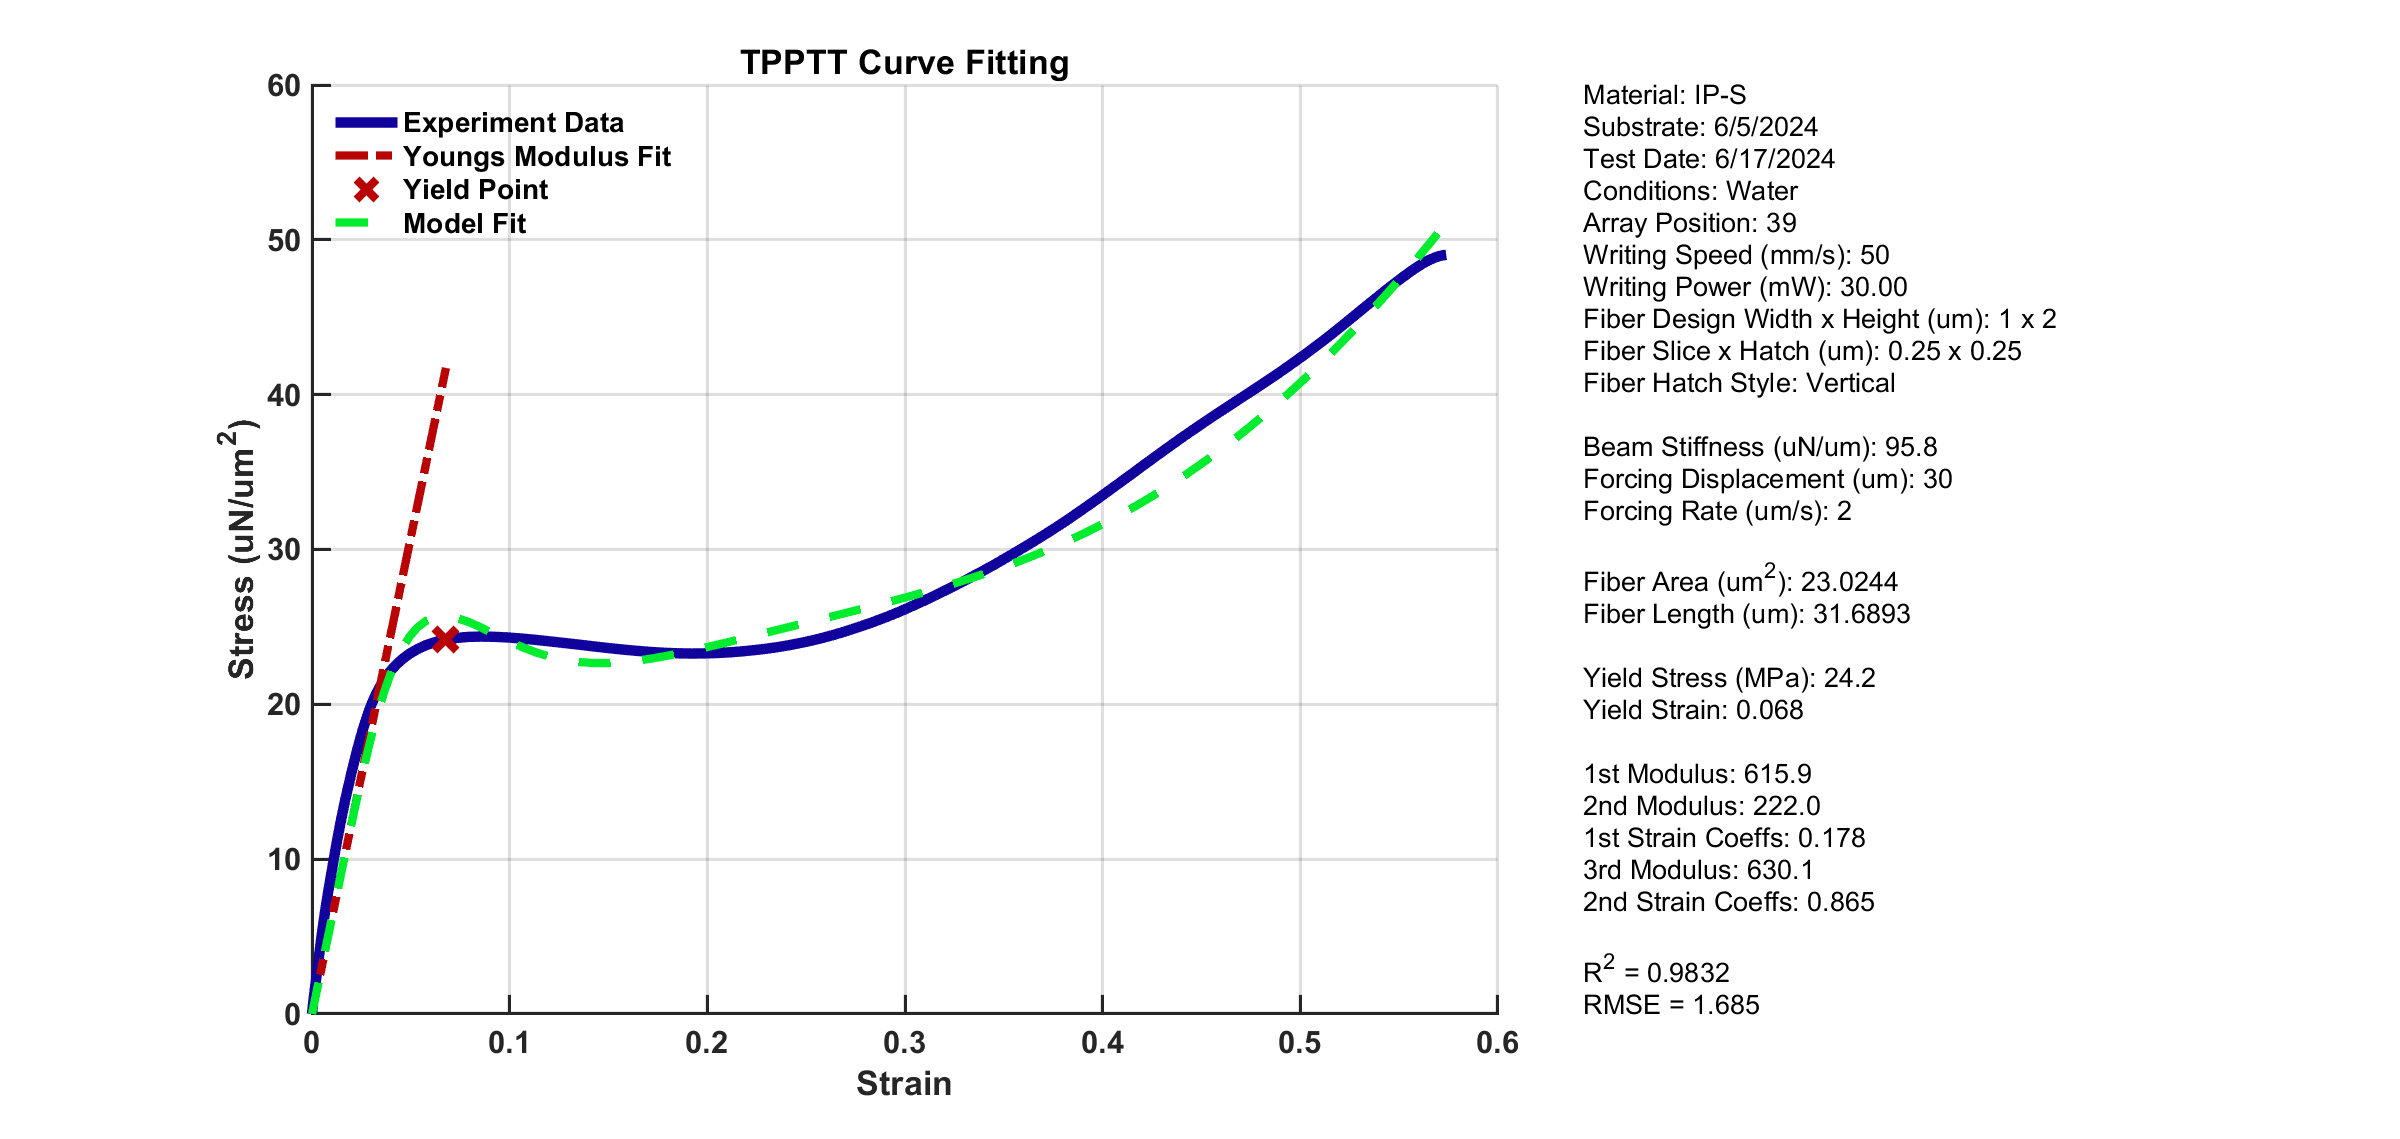 TPPTT Curve Fitting
60
50
40
30
20
10
0
Stress (uN/um²)
Experiment Data
Youngs Modulus Fit
Yield Point
Model Fit
0 0.1 0.2 0.3 0.4 0.5 0.6
Strain
Material: IP-S
Substrate: 6/5/2024
Test Date: 6/17/2024
Conditions: Water
Array Position: 39
Writing Speed (mm/s): 50
Writing Power (mW): 30.00
Fiber Design Width x Height (um): 1 x 2
Fiber Slice x Hatch (um): 0.25 x 0.25
Fiber Hatch Style: Vertical
Beam Stiffness (uN/um): 95.8
Forcing Displacement (um): 30
Forcing Rate (um/s): 2
Fiber Area (um²): 23.0244
Fiber Length (um): 31.6893
Yield Stress (MPa): 24.2
Yield Strain: 0.068
1st Modulus: 615.9
2nd Modulus: 222.0
1st Strain Coeffs: 0.178
3rd Modulus: 630.1
2nd Strain Coeffs: 0.865
R² = 0.9832
RMSE = 1.685